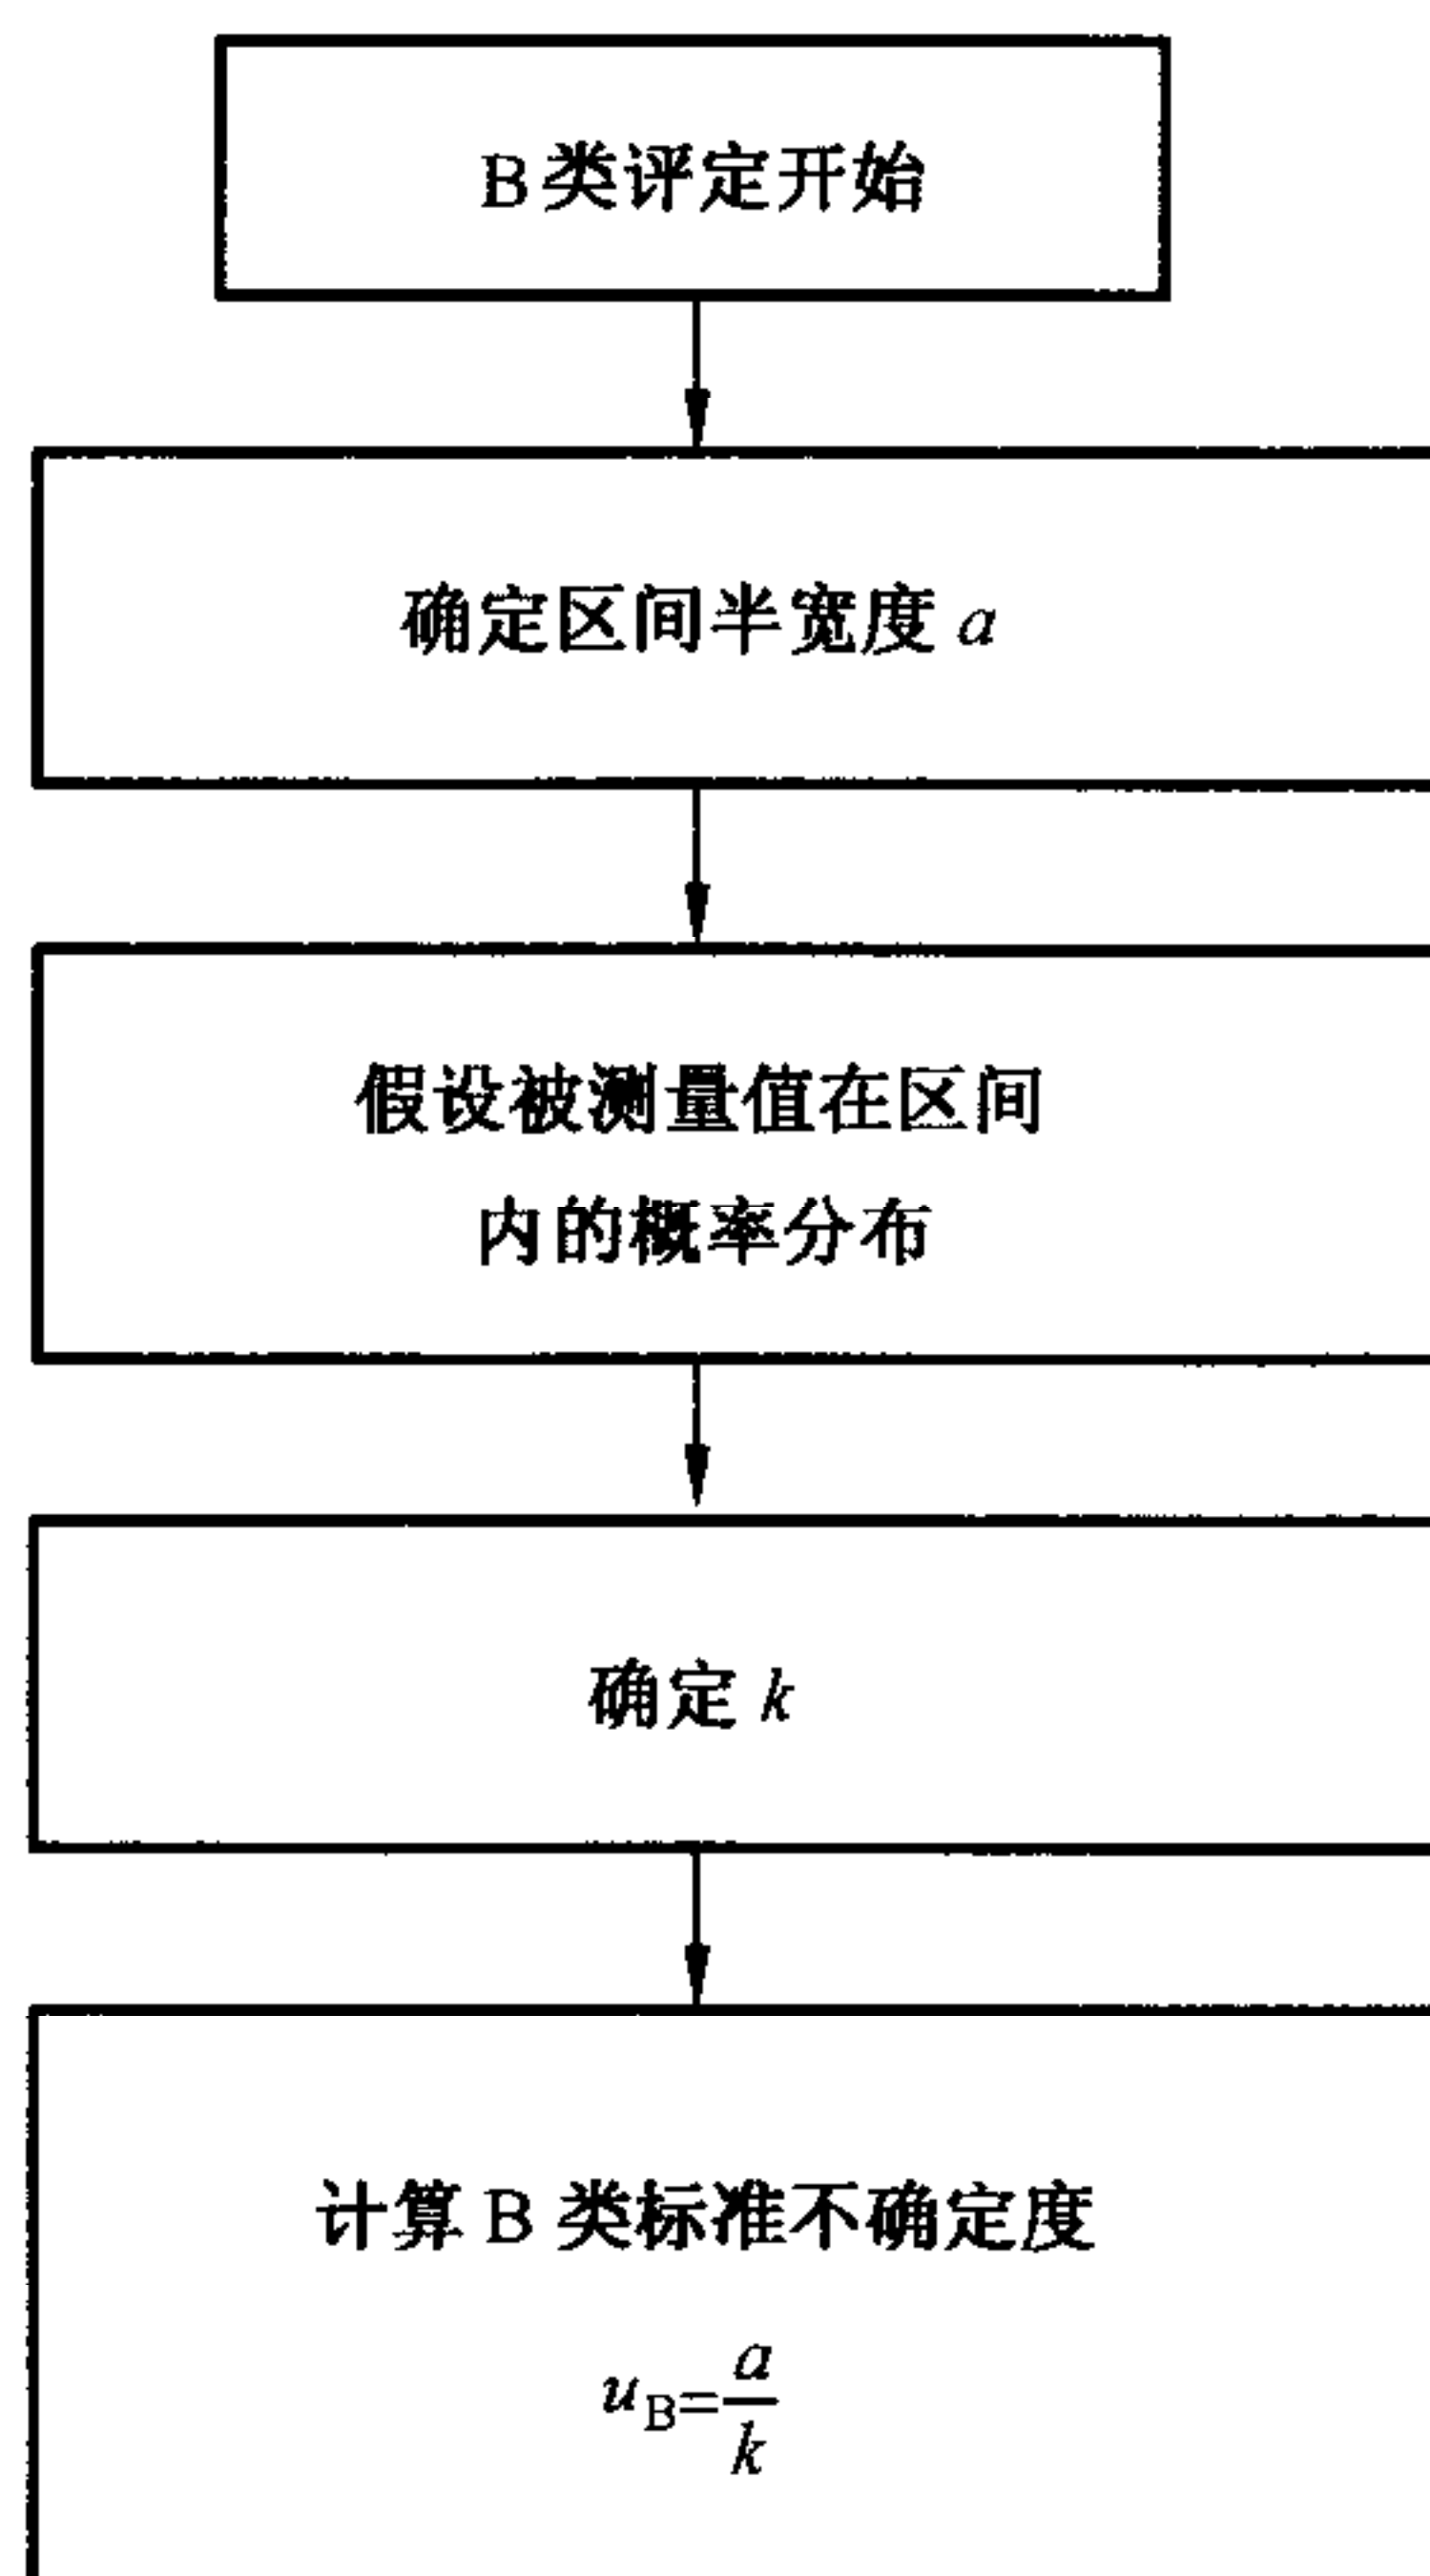 B类评定开始
确定区间半宽度 a
假设被测量值在区间
内的概率分布
确定 k
计算 B 类标准不确定度
u_B=a/k